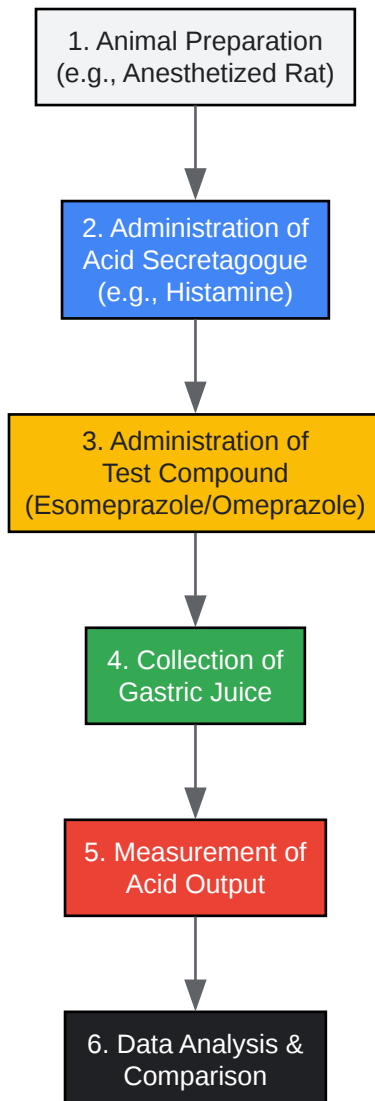 1. Animal Preparation
(e.g., Anesthetized Rat)
2. Administration of
Acid Secretagogue
(e.g., Histamine)
3. Administration of
Test Compound
(Esomeprazole/Omeprazole)
4. Collection of
Gastric Juice
5. Measurement of
Acid Output
6. Data Analysis &
Comparison